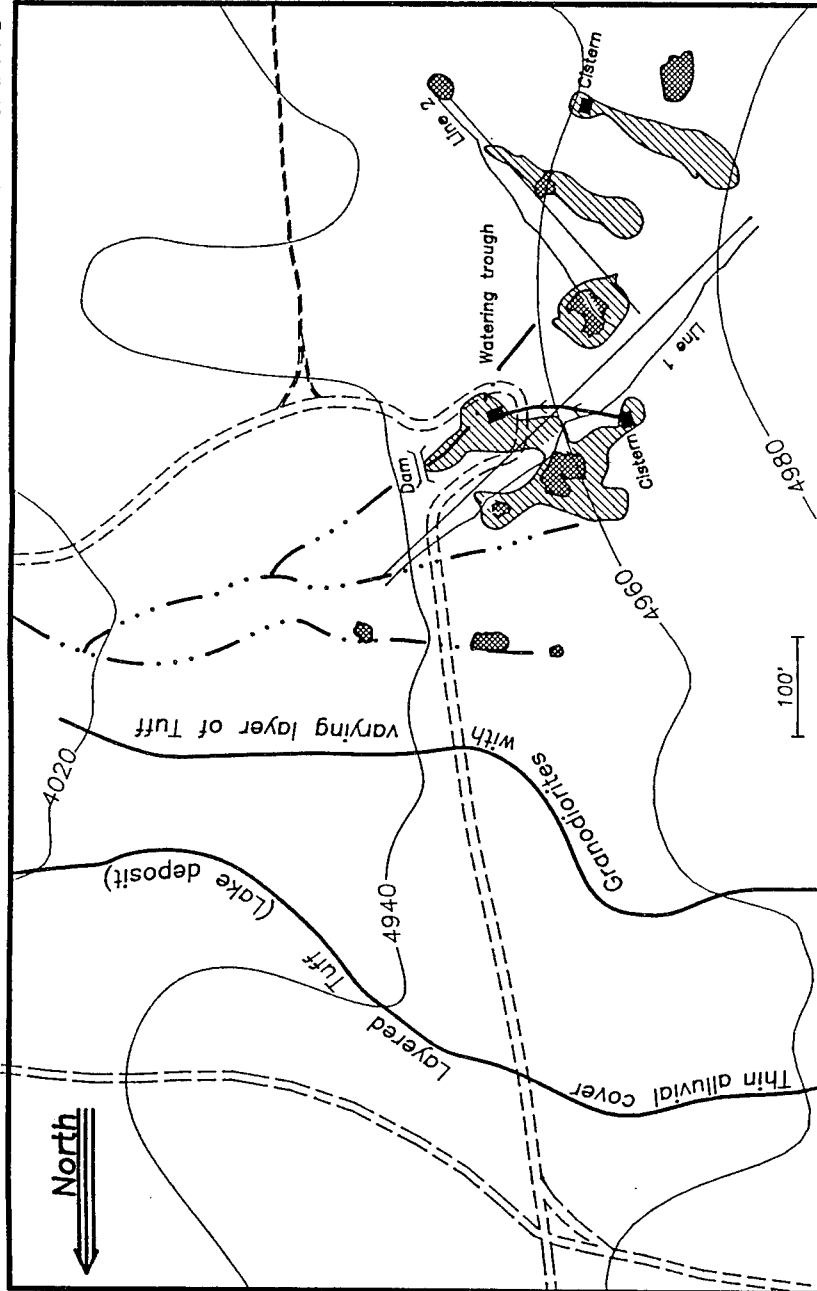 North
4020
varying layer of Tuff
with
Granodiorites
(Lake deposit)
Tuff
Layered
Thin alluvial cover
4940
4960
4980
100'
Dam
Watering trough
Cistern
Line 1
Line 2
Cistern